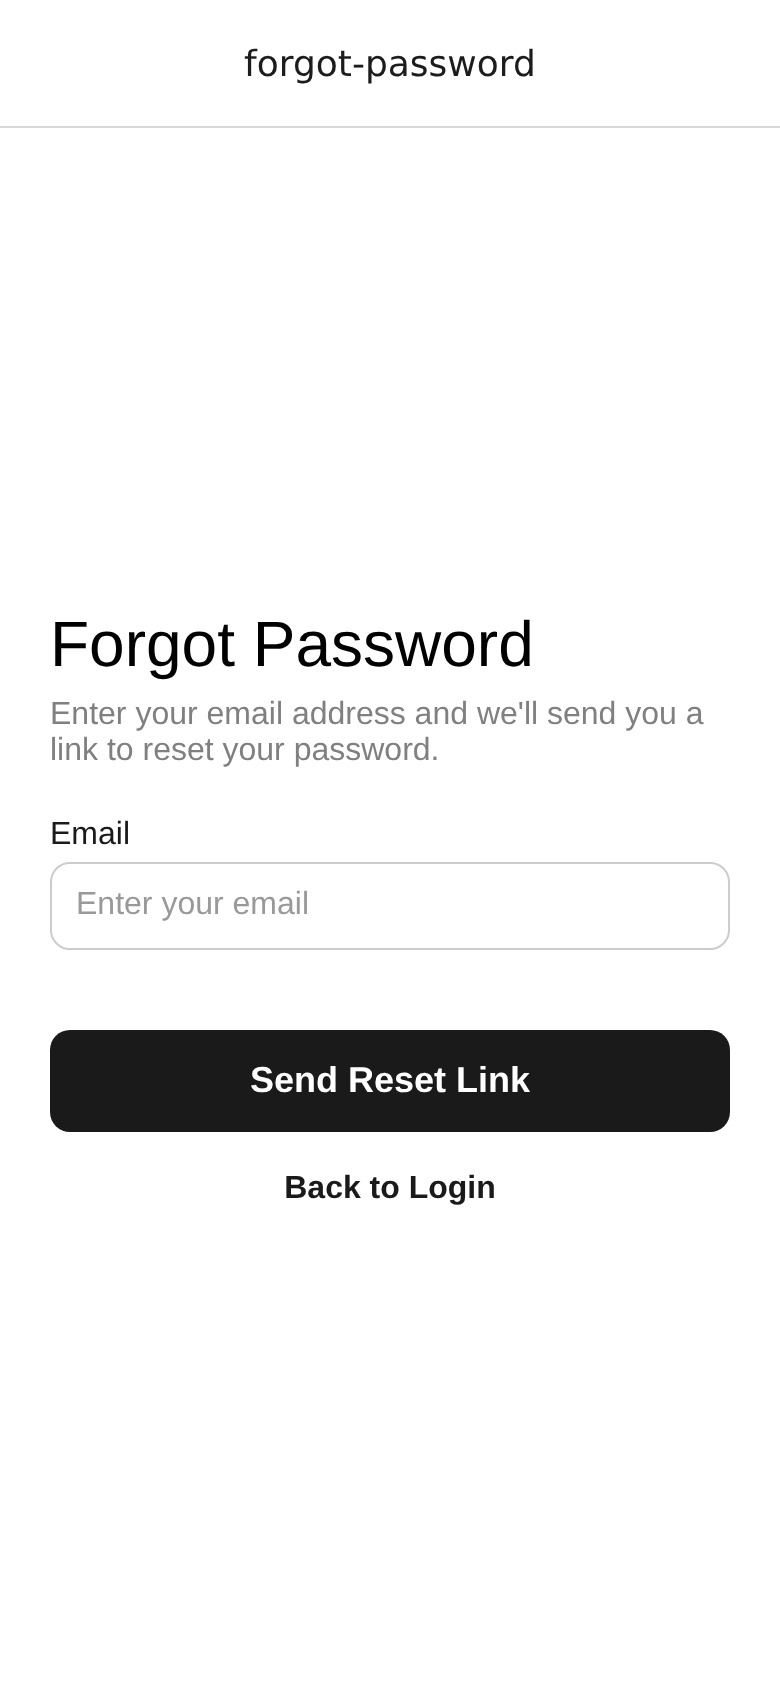 forgot-password
Forgot Password
Enter your email address and we'll send you a
link to reset your password.
Email
Enter your email
Send Reset Link
Back to Login